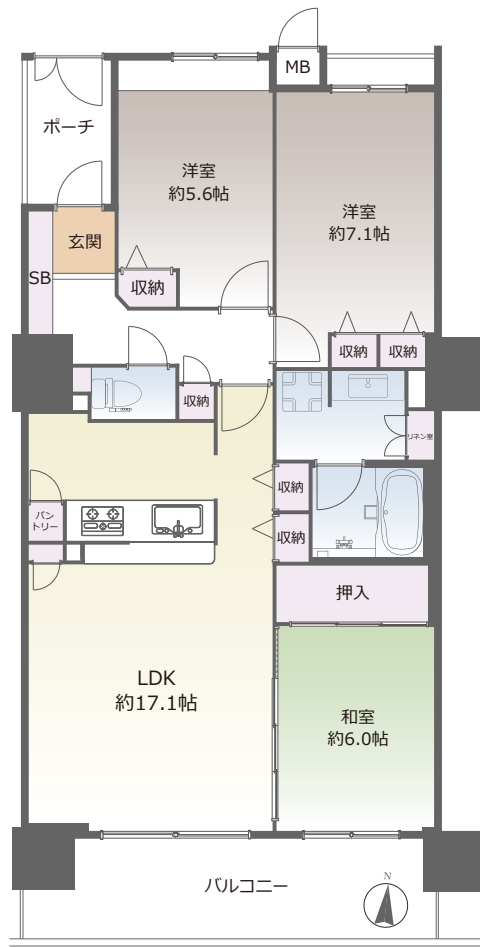 MB
ポーチ
洋室
約5.6帖
洋室
約7.1帖
玄関
SB
収納
収納
収納
収納
リネン室
収納
パン
トリー
収納
押入
LDK
約17.1帖
和室
約6.0帖
バルコニー
N